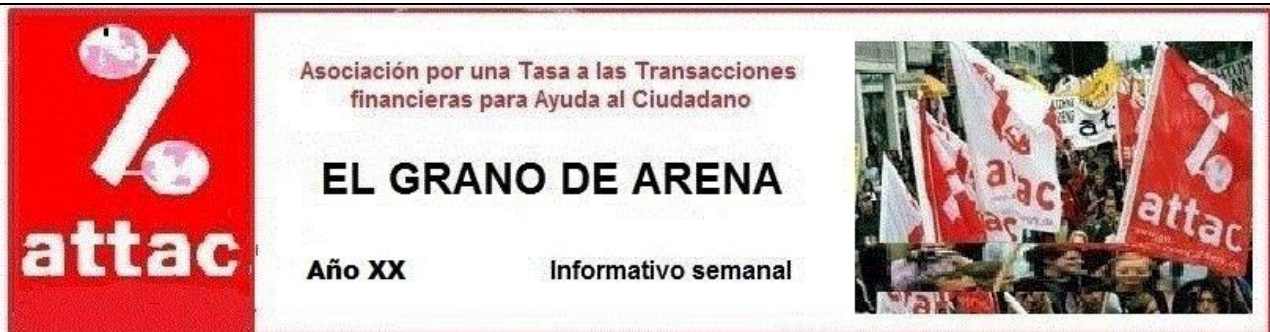 attac
Asociación por una Tasa a las Transacciones
financieras para Ayuda al Ciudadano
EL GRANO DE ARENA
Año XX
Informativo semanal
attac
attac